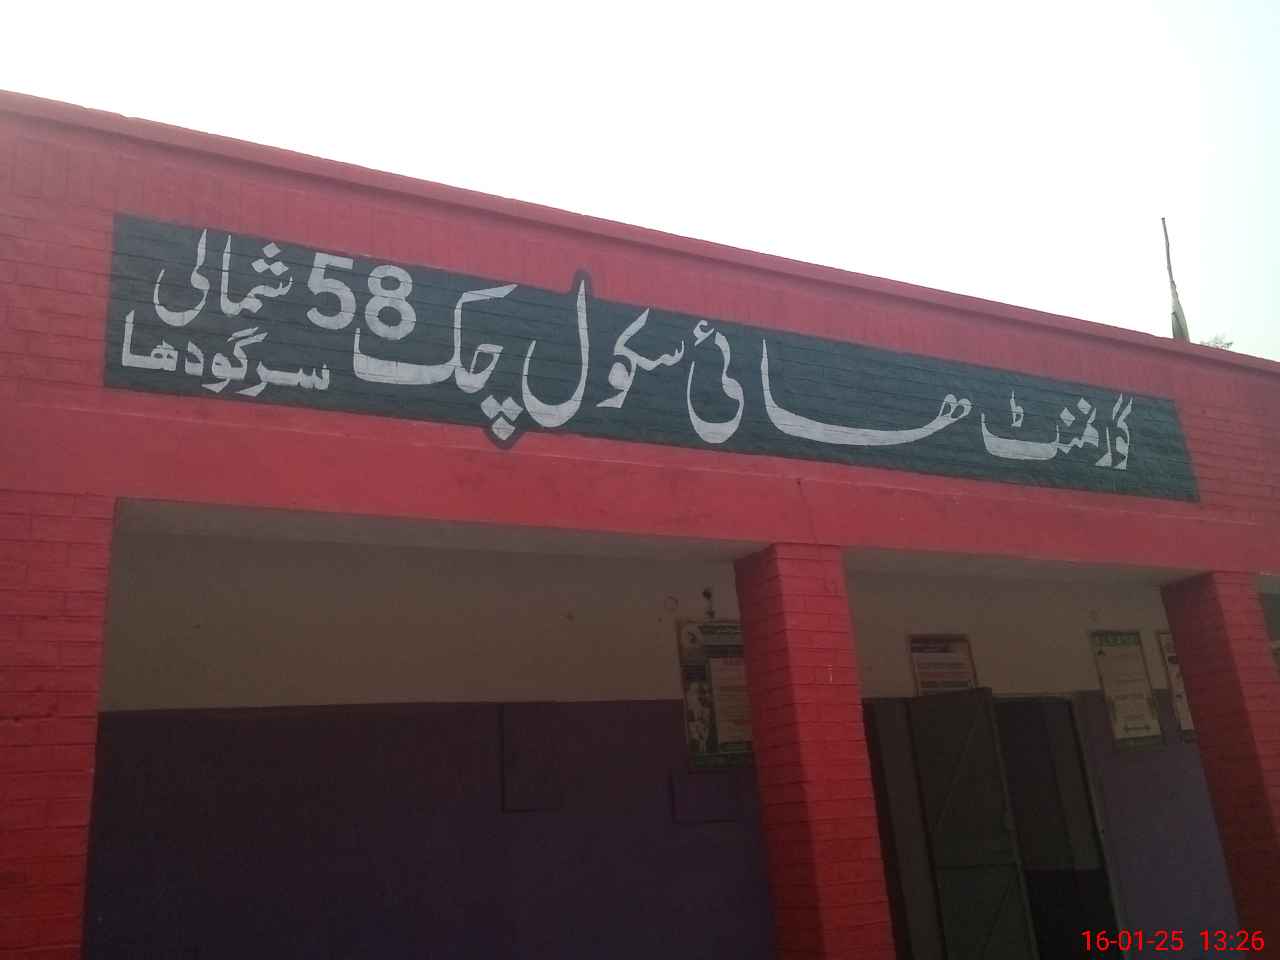 گورنمنٹ ھائی سکول چک 58 شمالی
سرگودھا
16-01-25 13:26